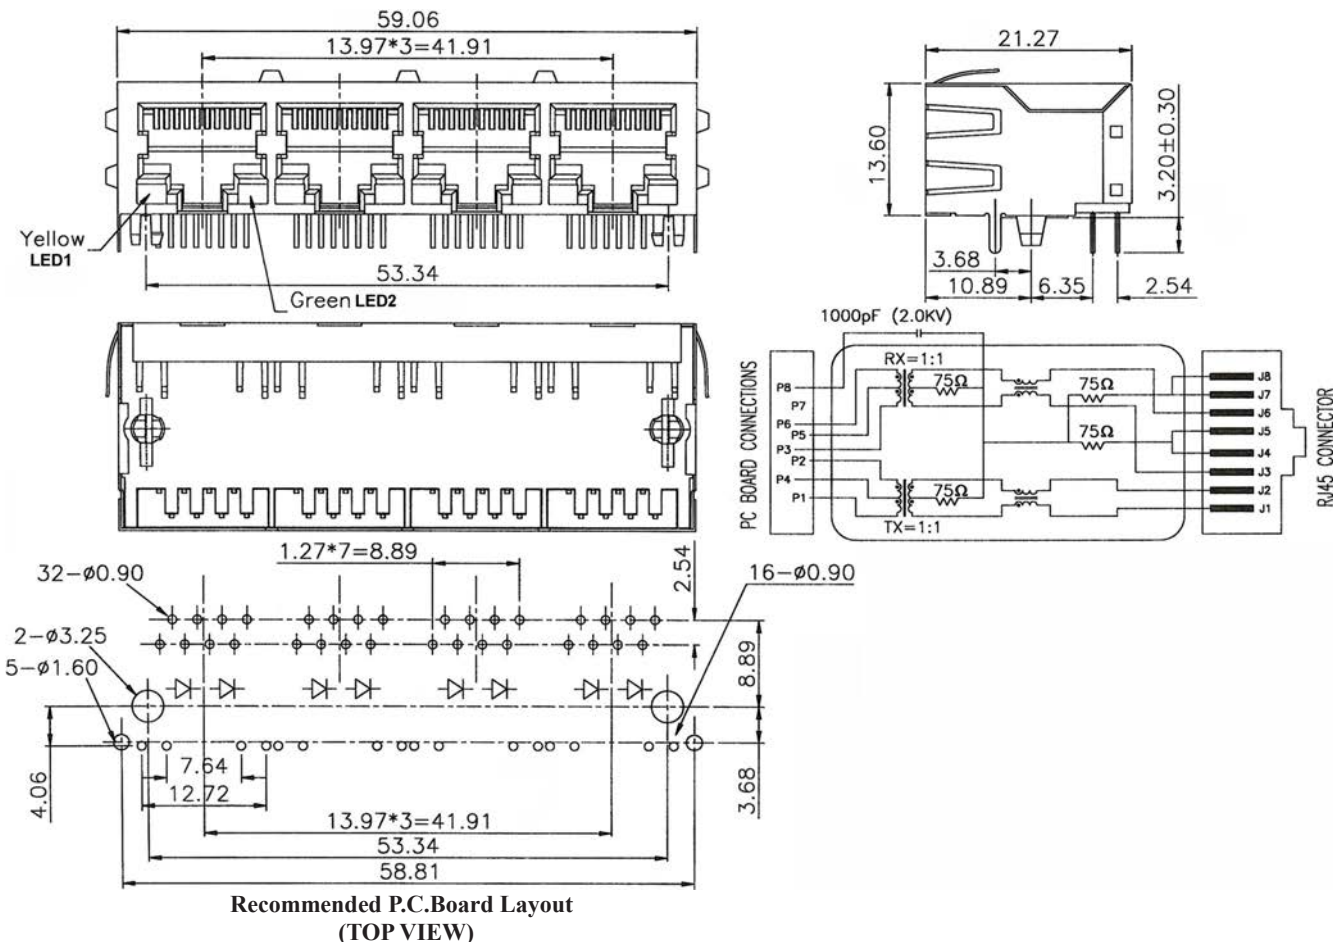 59.06
13.97*3=41.91
Yellow
LED1
53.34
Green LED2
21.27
13.60
3.20±0.30
3.68
10.89
6.35
2.54
1000pF (2.0KV)
PC BOARD CONNECTIONS
RX=1:1
75Ω
75Ω
75Ω
75Ω
TX=1:1
P8
P7
P6
P5
P3
P2
P4
P1
J8
J7
J6
J5
J4
J3
J2
J1
RJ45 CONNECTOR
1.27*7=8.89
2.54
32-ø0.90
16-ø0.90
2-ø3.25
5-ø1.60
8.89
4.06
7.64
12.72
3.68
13.97*3=41.91
53.34
58.81
Recommended P.C.Board Layout
(TOP VIEW)